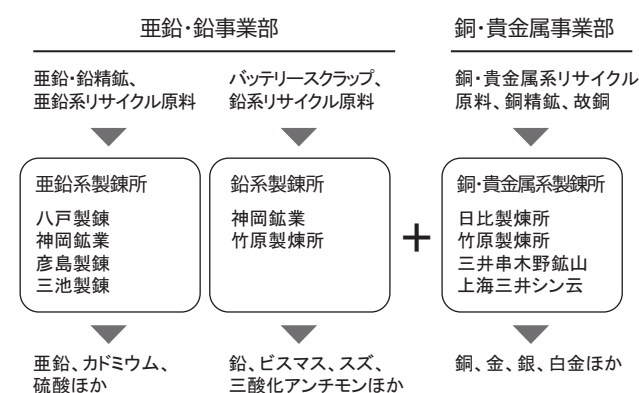 亜鉛・鉛事業部
亜鉛・鉛精鉱、
亜鉛系リサイクル原料
バッテリースクラップ、
鉛系リサイクル原料
亜鉛系製錬所
八戸製錬
神岡鉱業
彦島製錬
三池製錬
鉛系製錬所
神岡鉱業
竹原製煉所
亜鉛、カドミウム、
硫酸ほか
鉛、ビスマス、スズ、
三酸化アンチモンほか
+
銅・貴金属事業部
銅・貴金属系リサイクル
原料、銅精鉱、故銅
銅・貴金属系製錬所
日比製煉所
竹原製煉所
三井串木野鉱山
上海三井シン云
銅、金、銀、白金ほか